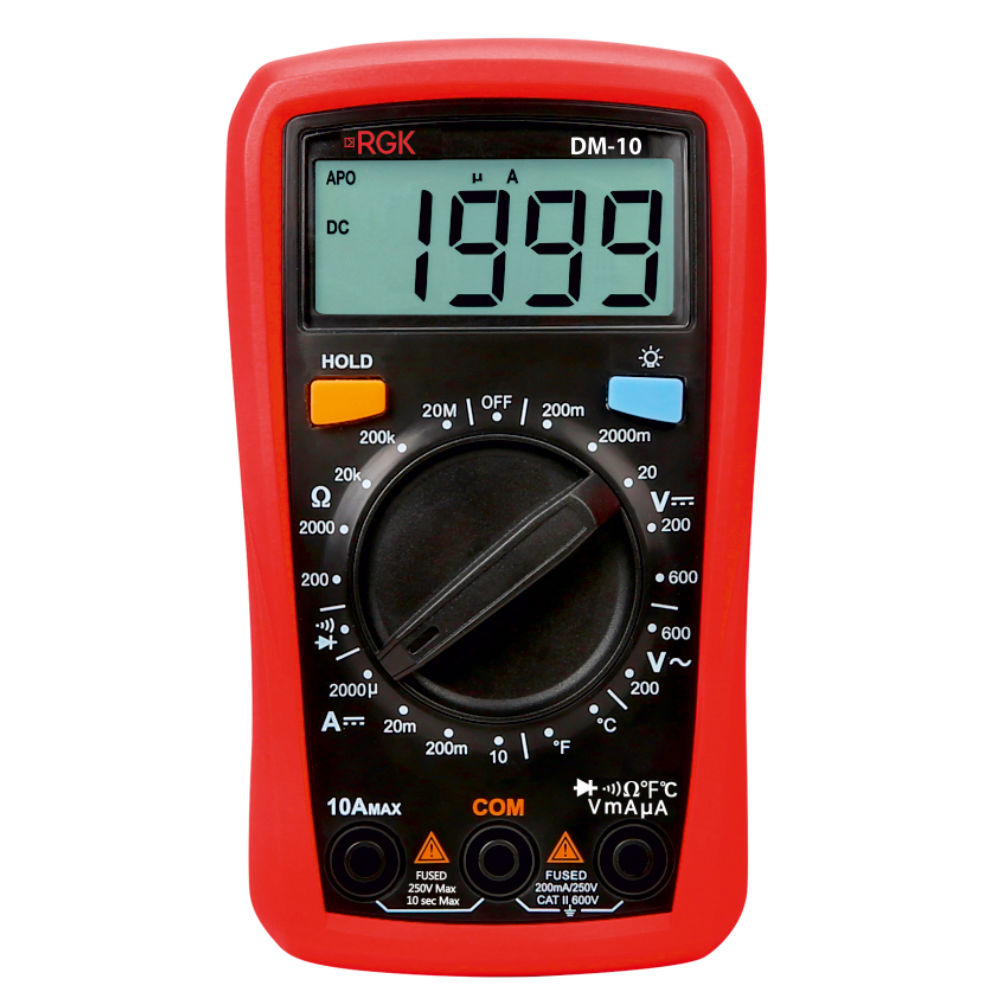 RGK DM-10
APO μ A
DC 1999
HOLD
20M OFF 200m
200k 2000m
20k 20
Ω V⎓
2000 200
200 600
600
V~
2000μ 200
A⎓ 20m °C
200m 10 °F
10AMAX COM Ω°F°C
VmAμA
FUSED
250V Max
10 sec Max
FUSED
200mA/250V
CAT II 600V